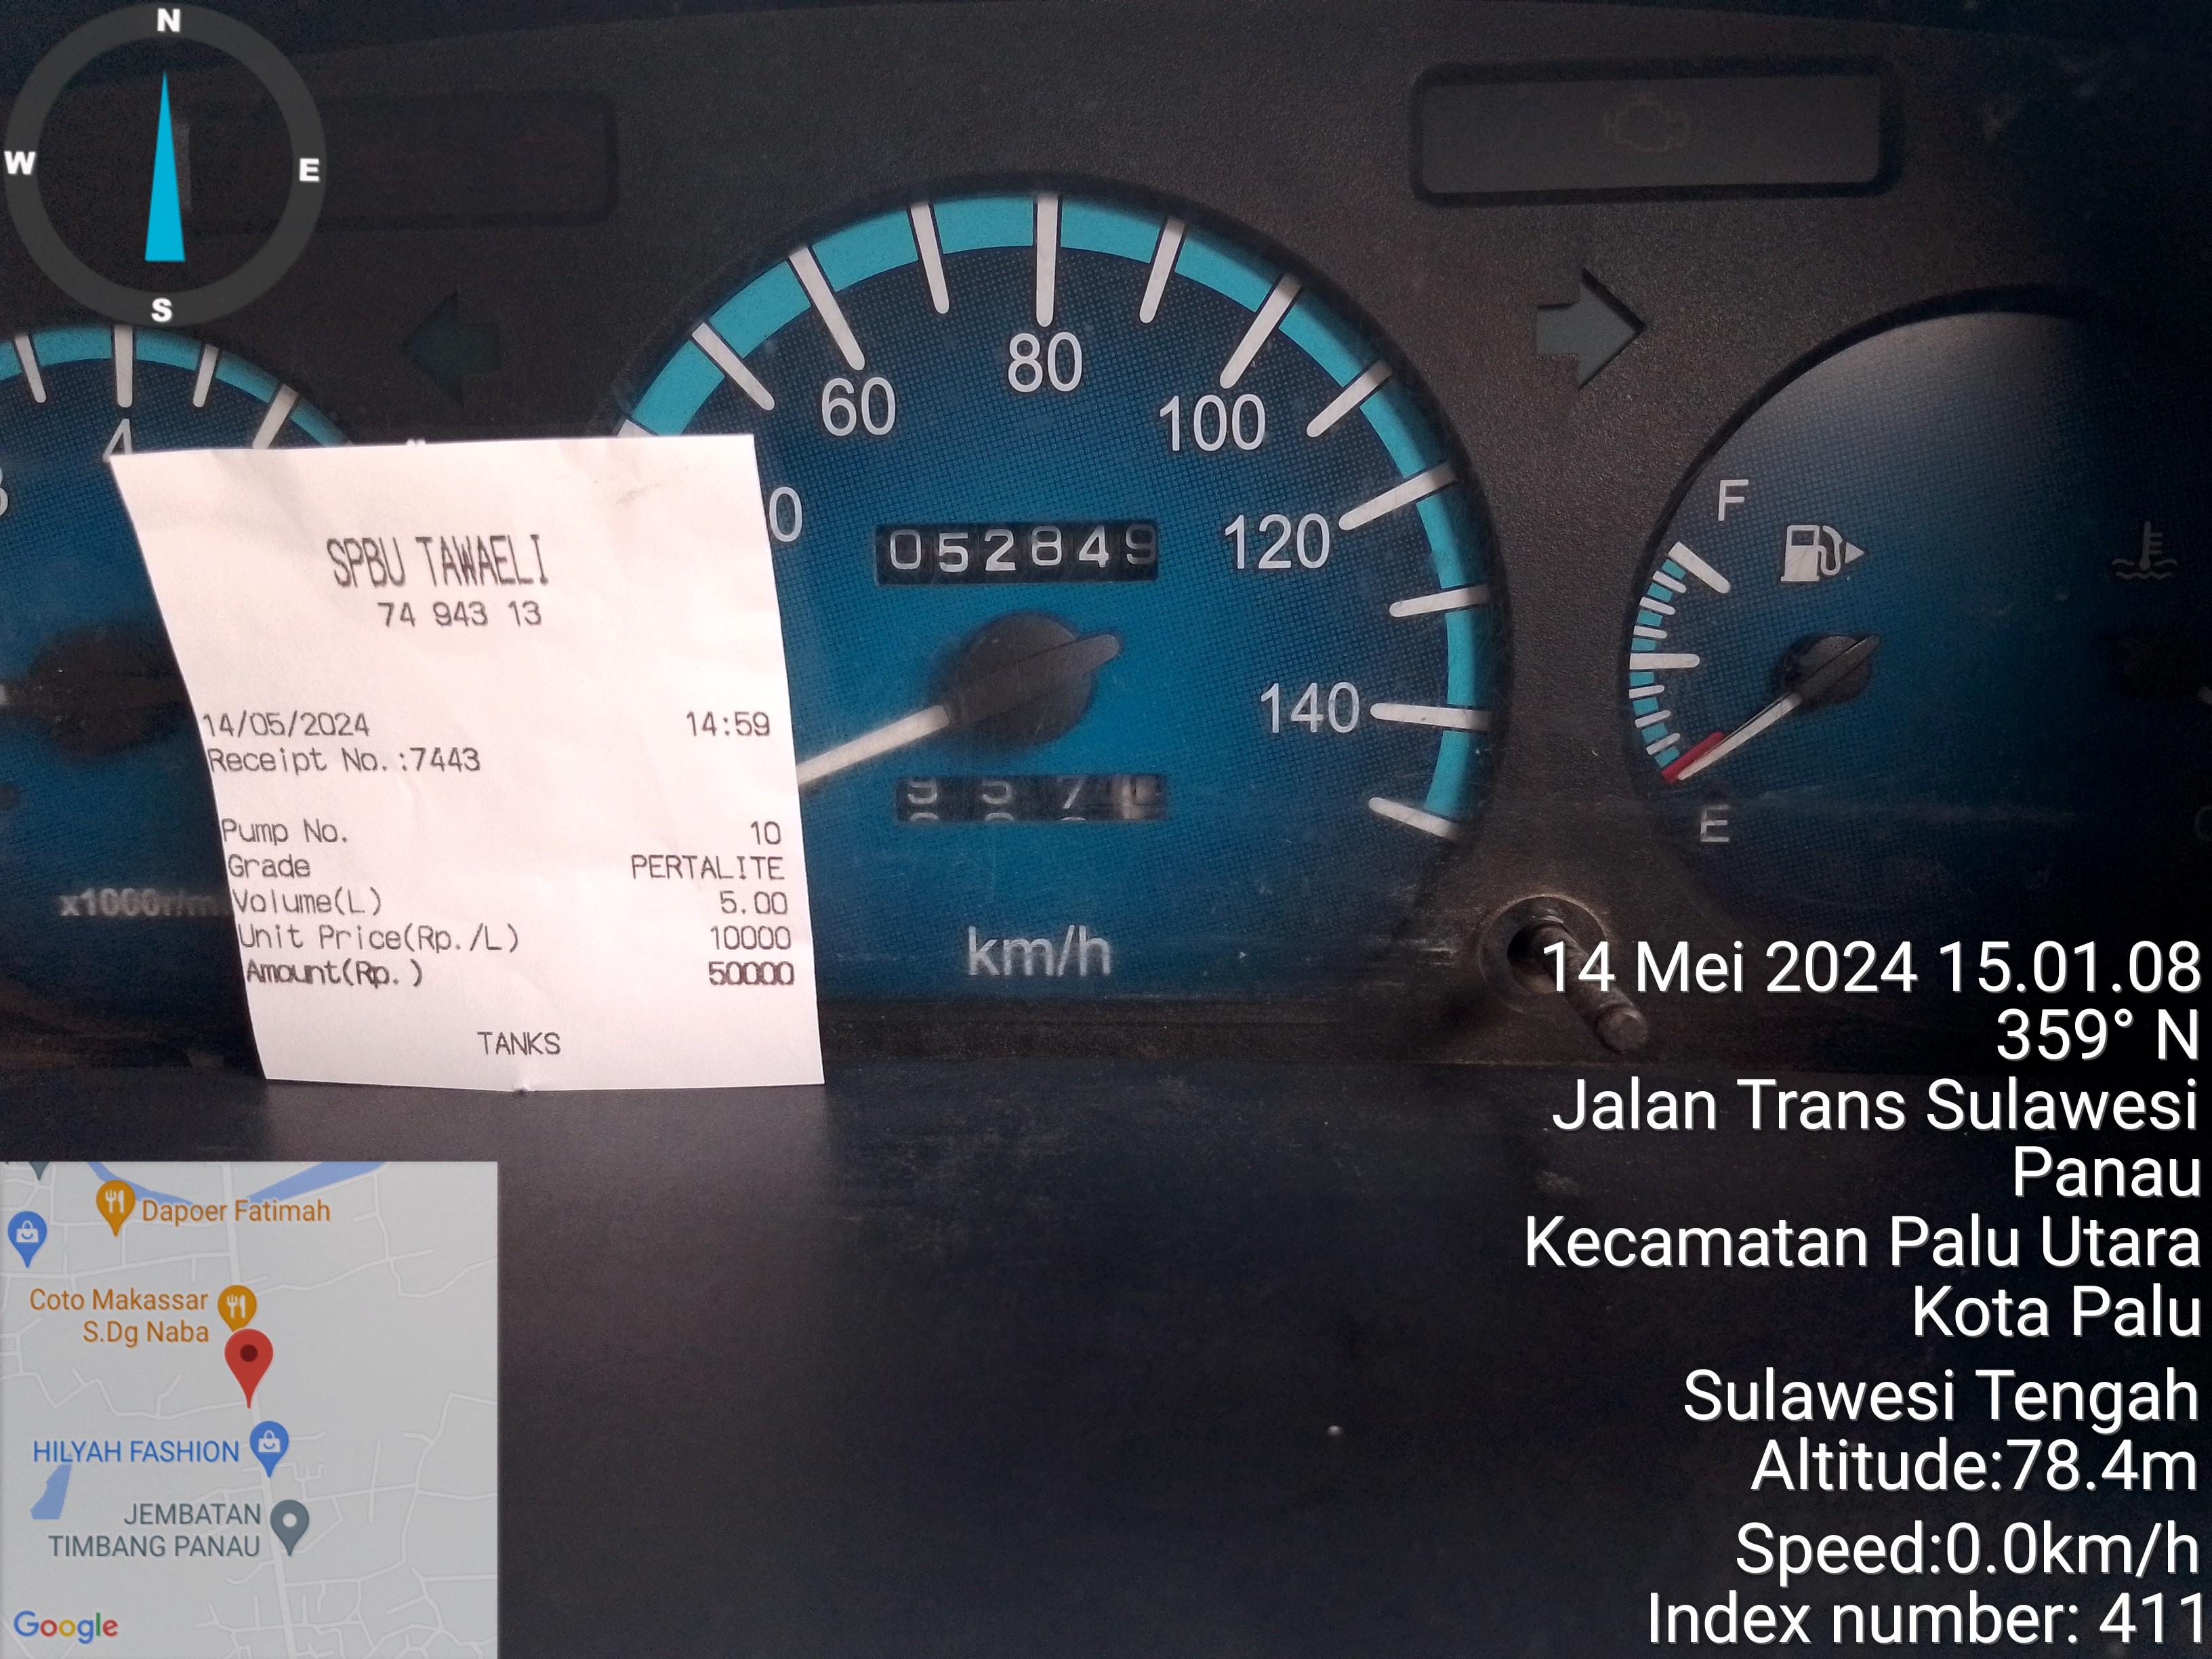 N
W
E
S
4
60
80
100
120
140
052849
km/h
F
E
SPBU TAWAELI
74 943 13
14/05/2024 14:59
Receipt No.:7443
Pump No. 10
Grade PERTALITE
Volume(L) 5.00
Unit Price(Rp./L) 10000
Amount(Rp.) 50000
TANKS
14 Mei 2024 15.01.08
359° N
Jalan Trans Sulawesi
Panau
Kecamatan Palu Utara
Kota Palu
Sulawesi Tengah
Altitude:78.4m
Speed:0.0km/h
Index number: 411
Dapoer Fatimah
Coto Makassar
S.Dg Naba
HILYAH FASHION
JEMBATAN
TIMBANG PANAU
Google